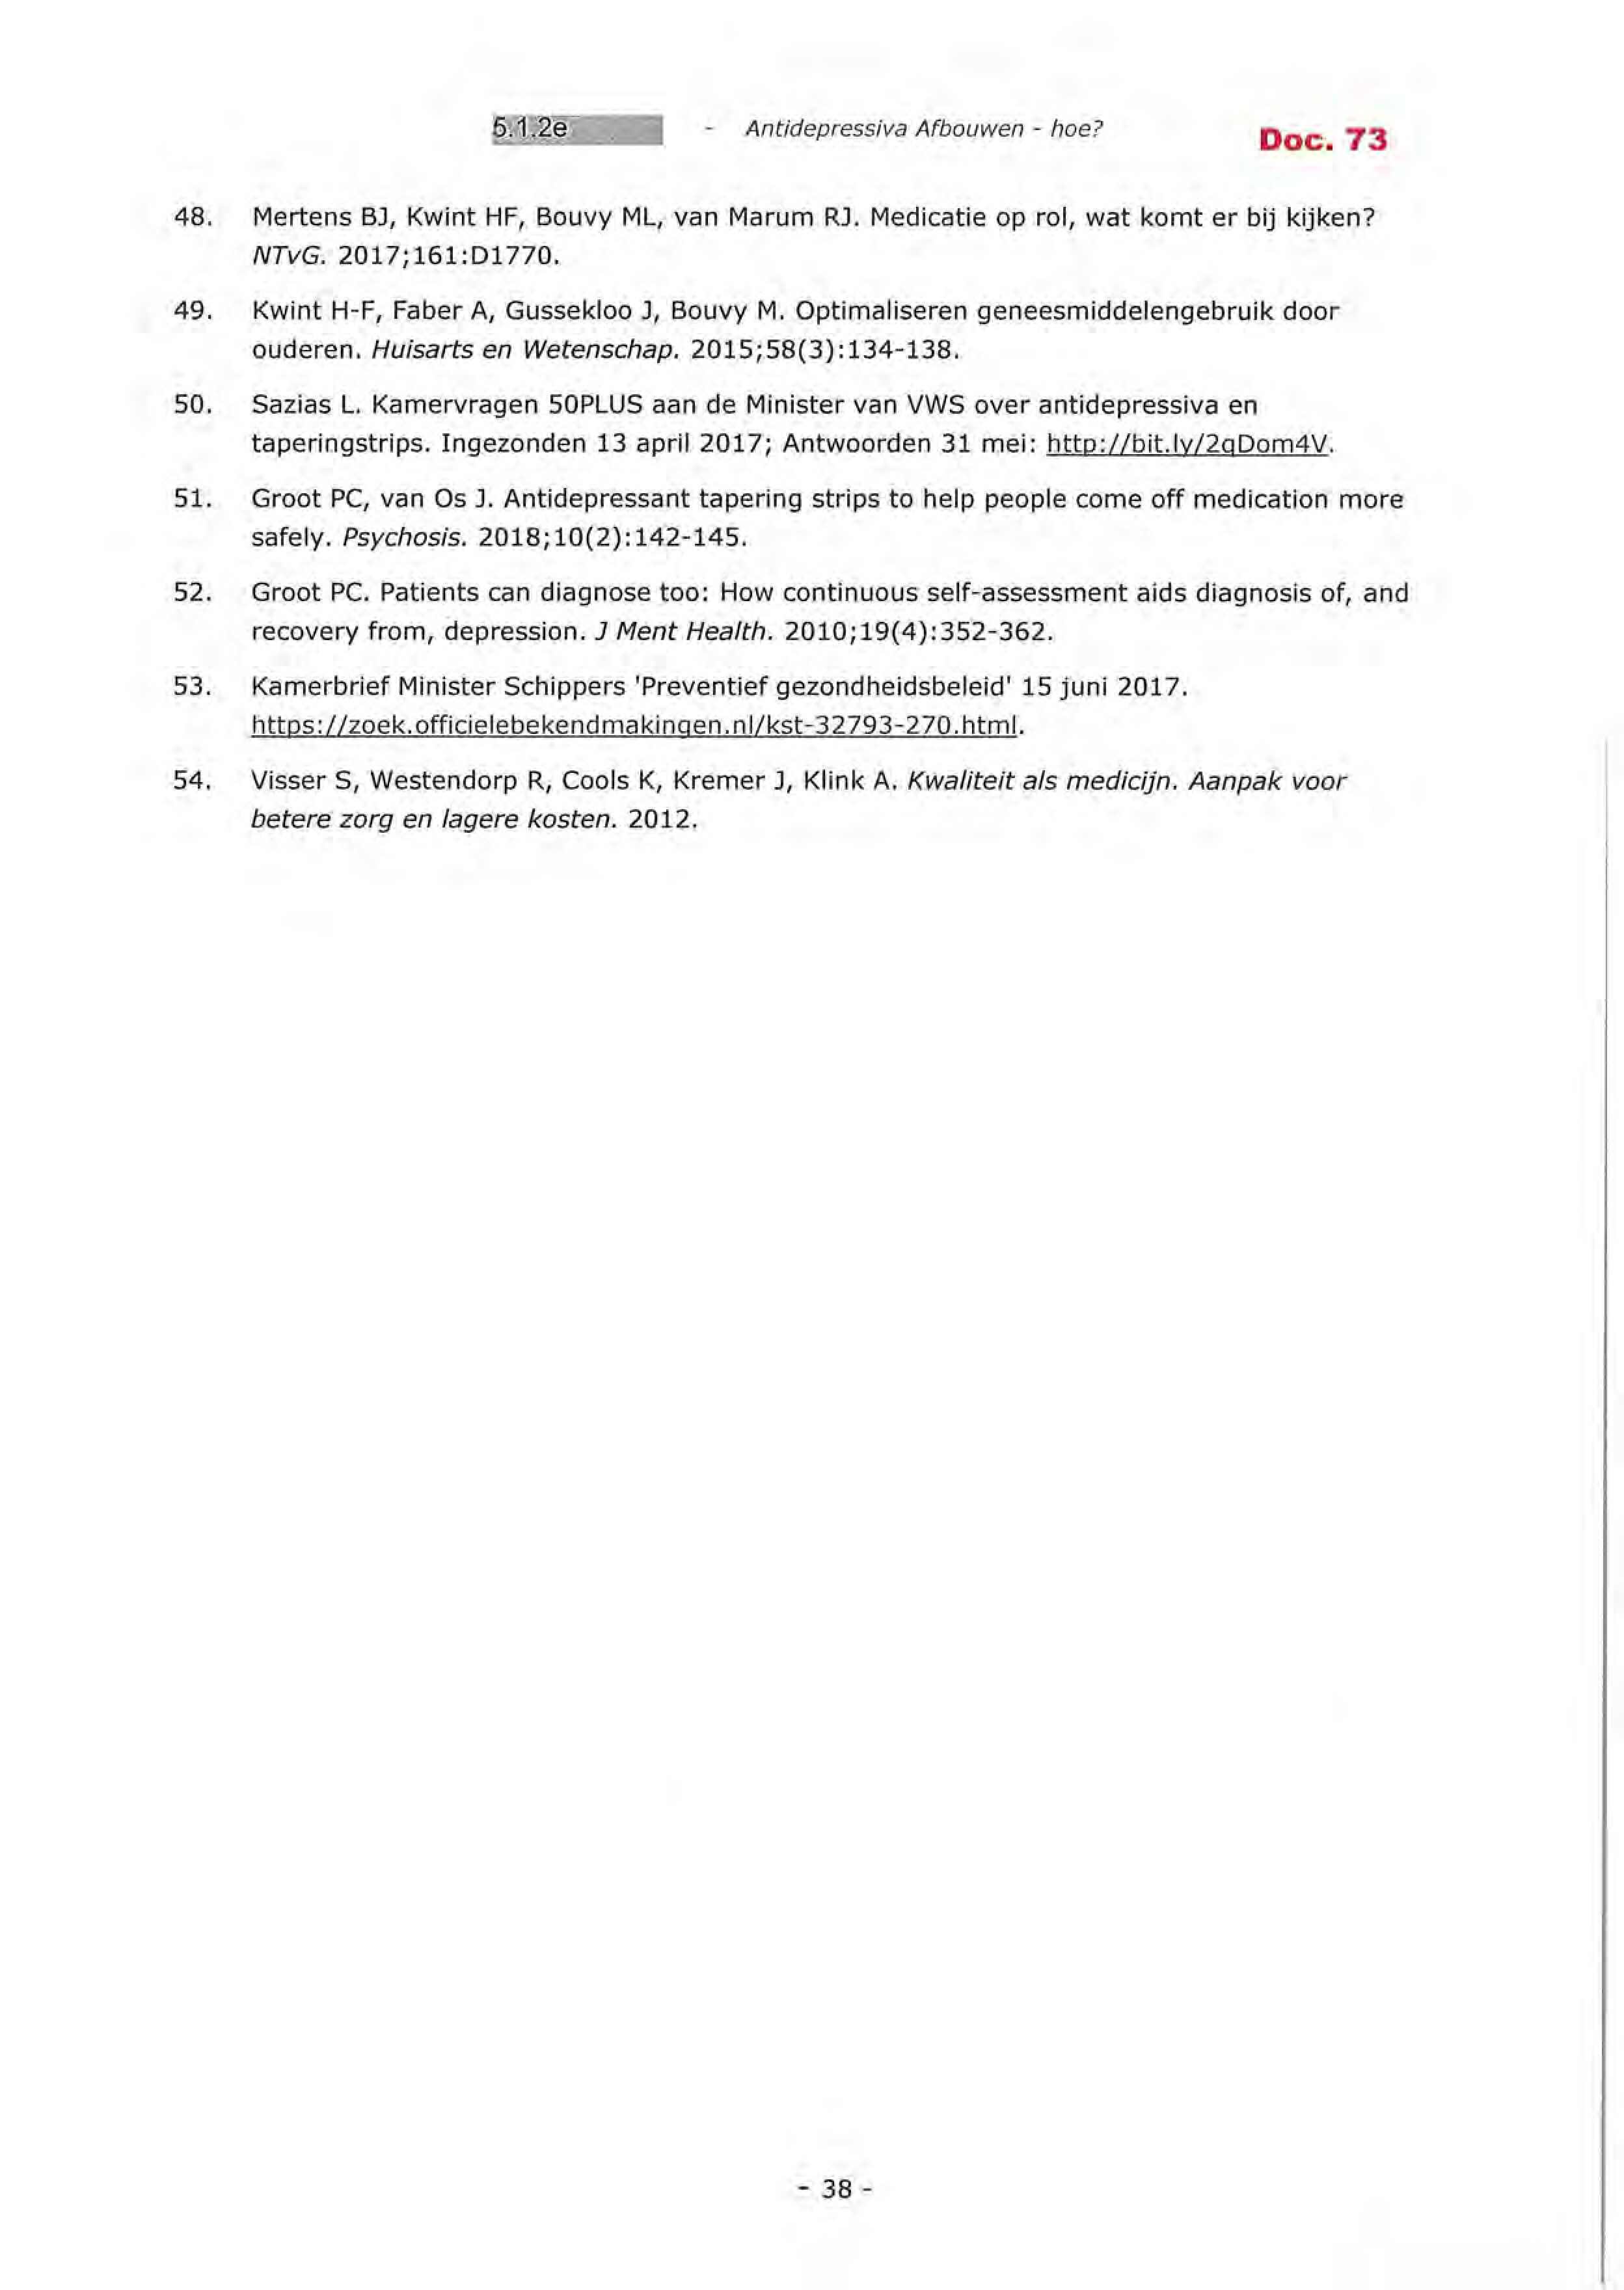 5.1.2e - Antidepressiva Afbouwen - hoe? Doc. 73
48. Mertens BJ, Kwint HF, Bouvy ML, van Marum RJ. Medicatie op rol, wat komt er bij kijken?
NTvG. 2017;161:D1770.
49. Kwint H-F, Faber A, Gussekloo J, Bouvy M. Optimaliseren geneesmiddelengebruik door
ouderen. Huisarts en Wetenschap. 2015;58(3):134-138.
50. Sazias L. Kamervragen 50PLUS aan de Minister van VWS over antidepressiva en
taperingstrips. Ingezonden 13 april 2017; Antwoorden 31 mei: http://bit.ly/2qDom4V.
51. Groot PC, van Os J. Antidepressant tapering strips to help people come off medication more
safely. Psychosis. 2018;10(2):142-145.
52. Groot PC. Patients can diagnose too: How continuous self-assessment aids diagnosis of, and
recovery from, depression. J Ment Health. 2010;19(4):352-362.
53. Kamerbrief Minister Schippers 'Preventief gezondheidsbeleid' 15 juni 2017.
https://zoek.officielebekendmakingen.nl/kst-32793-270.html.
54. Visser S, Westendorp R, Cools K, Kremer J, Klink A. Kwaliteit als medicijn. Aanpak voor
betere zorg en lagere kosten. 2012.
- 38 -